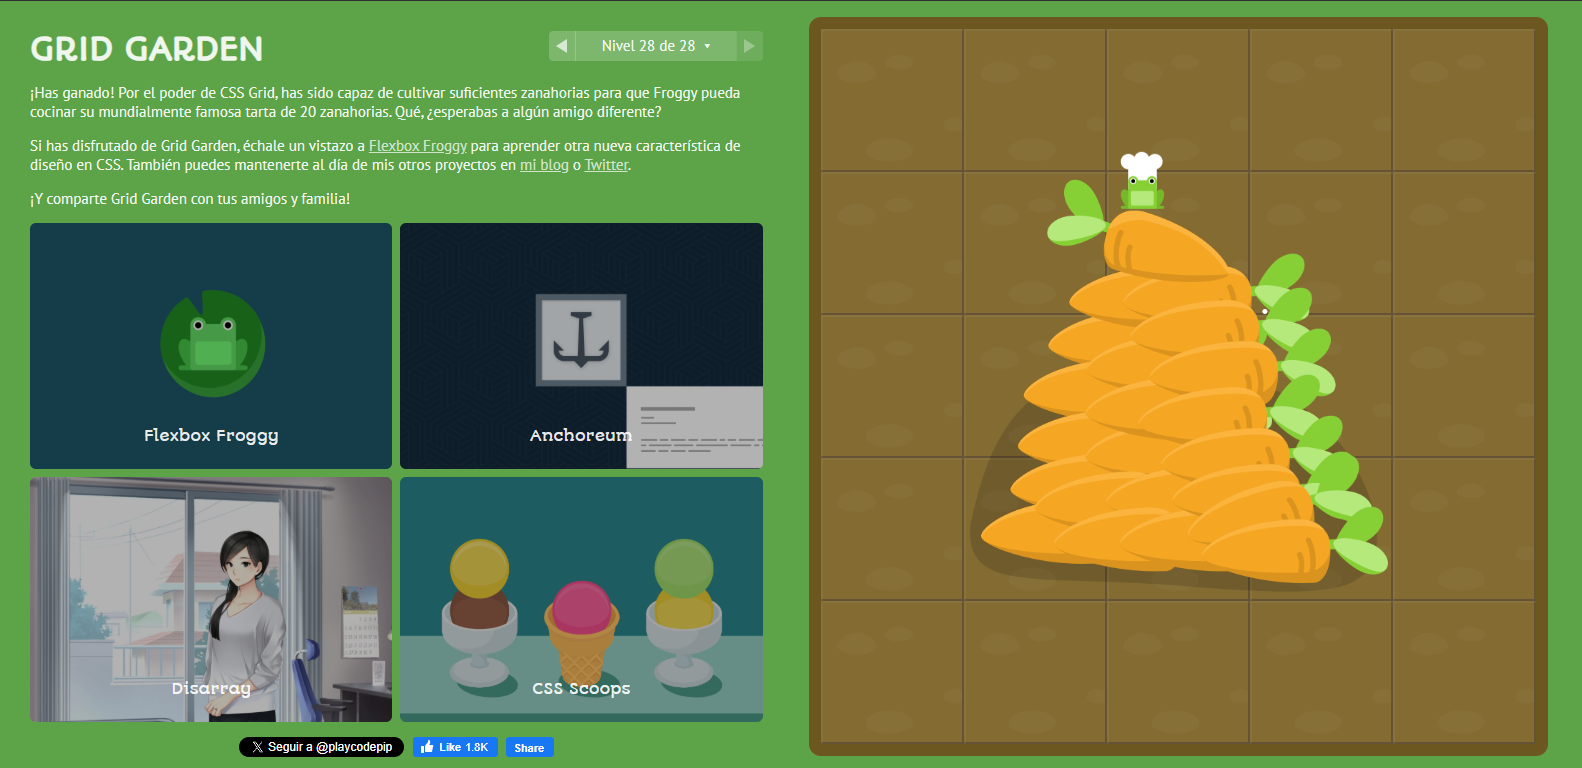 GRID GARDEN
Nivel 28 de 28
¡Has ganado! Por el poder de CSS Grid, has sido capaz de cultivar suficientes zanahorias para que Froggy pueda
cocinar su mundialmente famosa tarta de 20 zanahorias. Qué, ¿esperabas a algún amigo diferente?
Si has disfrutado de Grid Garden, échale un vistazo a Flexbox Froggy para aprender otra nueva característica de
diseño en CSS. También puedes mantenerte al día de mis otros proyectos en mi blog o Twitter.
¡Y comparte Grid Garden con tus amigos y familia!
Flexbox Froggy
Anchoreum
Disarray
CSS Scoops
Seguir a @playcodepip
Like 1.8K
Share